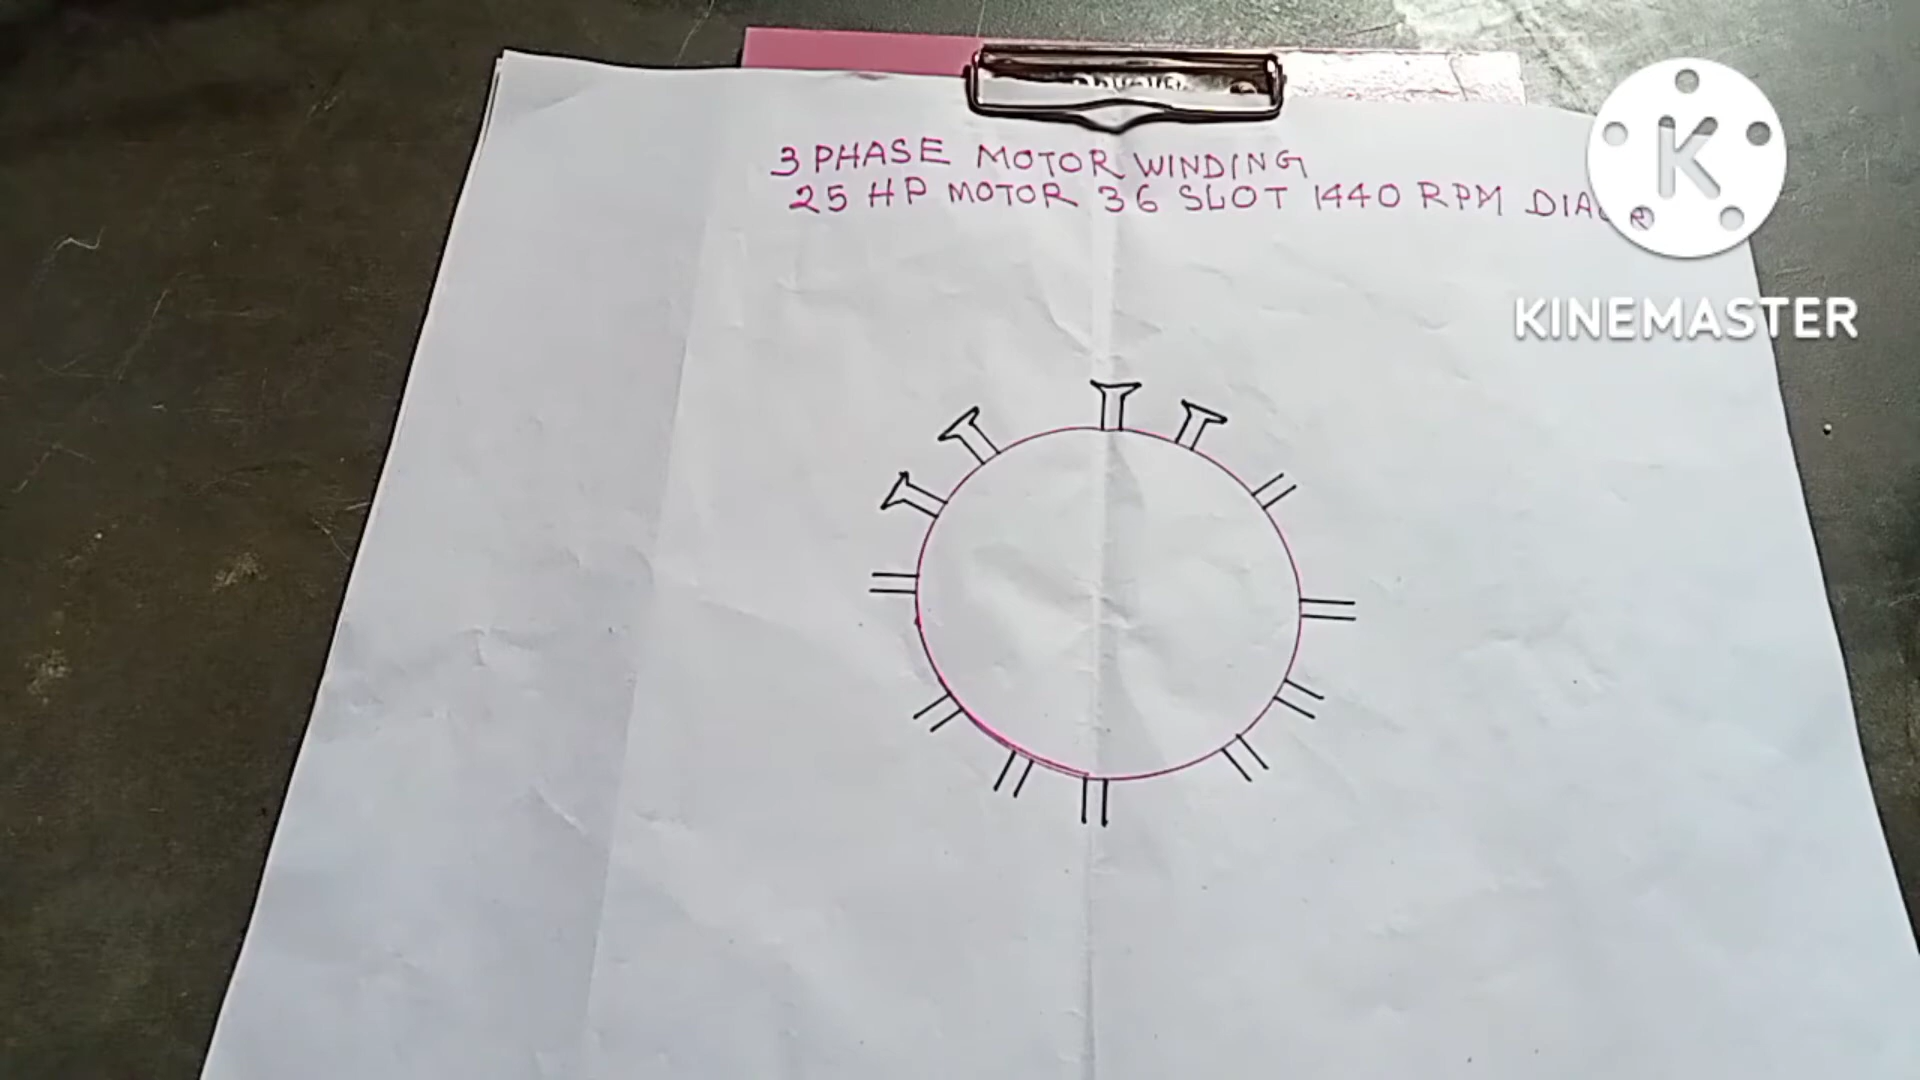 3 PHASE MOTOR WINDING
25 HP MOTOR 36 SLOT 1440 RPM
K
KINEMASTER